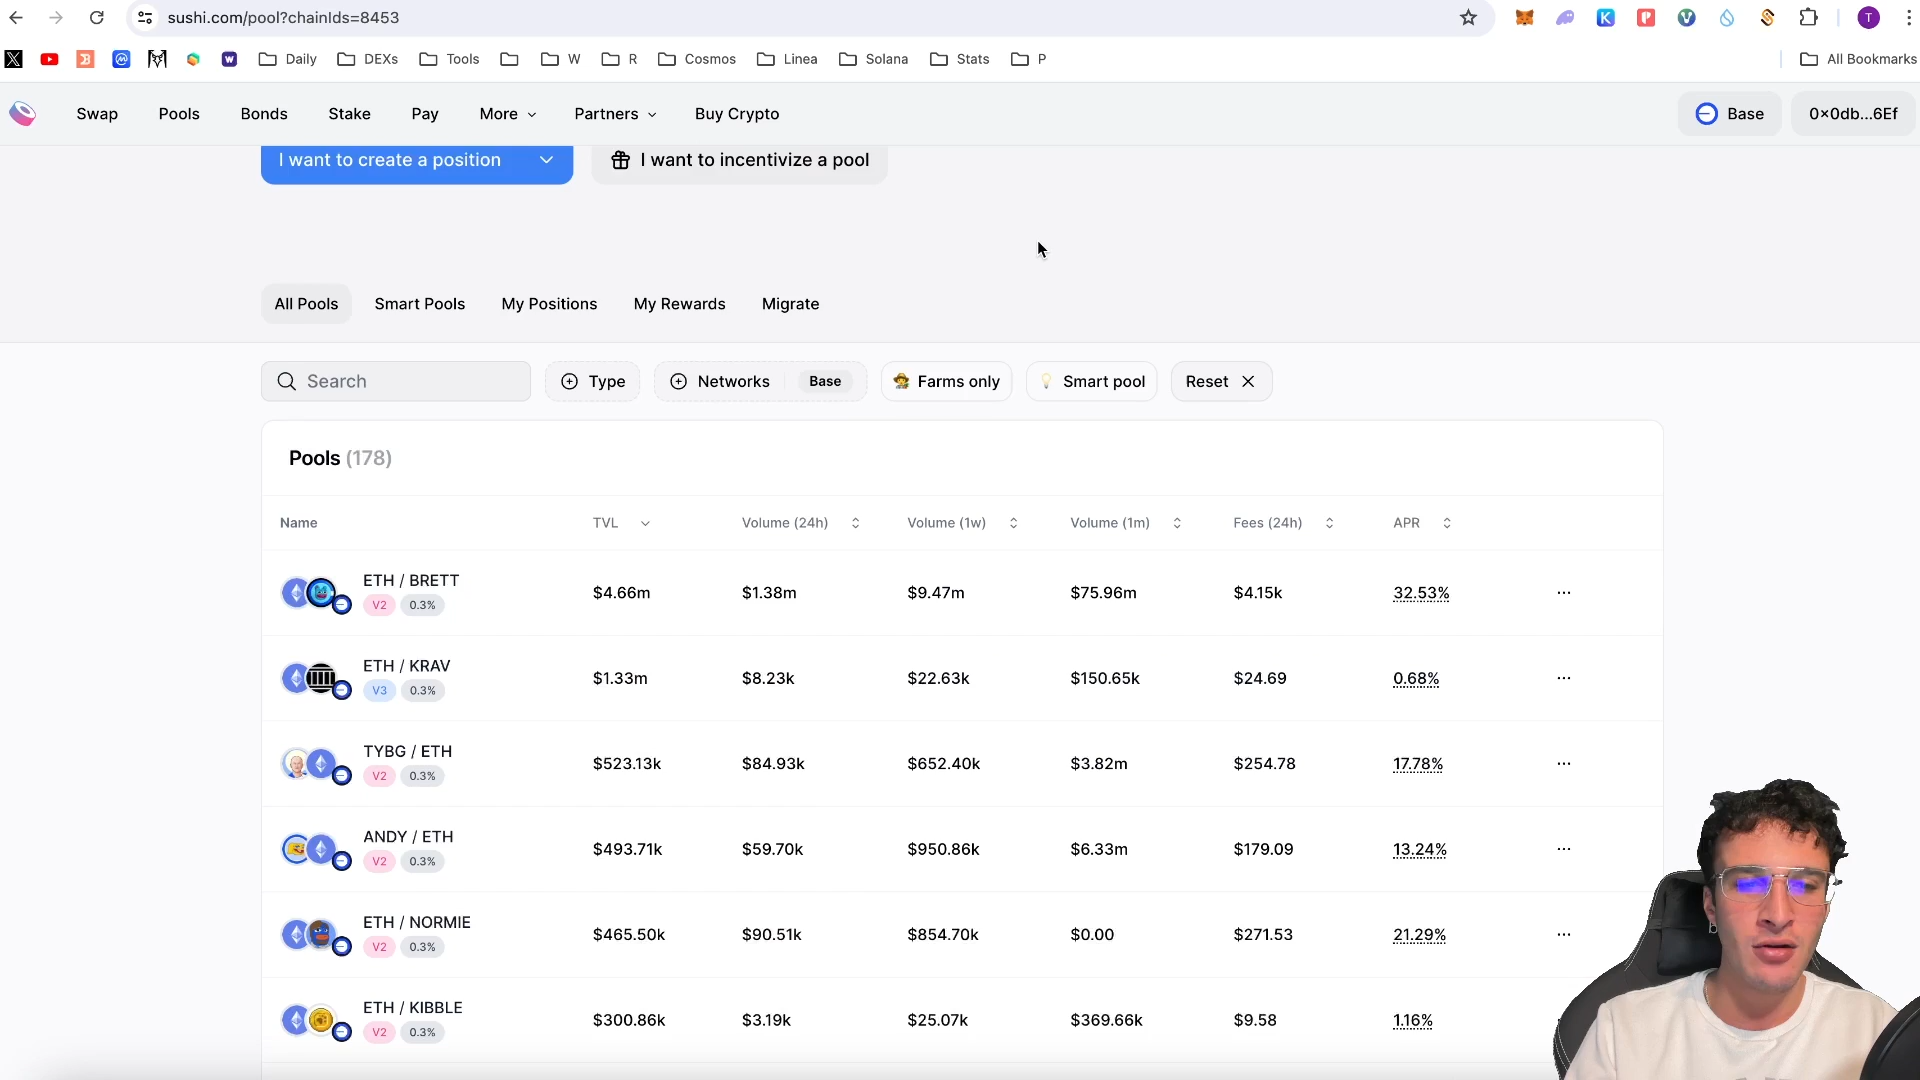 sushi.com/pool?chainIds=8453
Daily DEXs Tools W R Cosmos Linea Solana Stats P All Bookmarks
Swap Pools Bonds Stake Pay More Partners Buy Crypto Base 0x0db...6Ef
I want to create a position I want to incentivize a pool
All Pools Smart Pools My Positions My Rewards Migrate
Search Type Networks Base Farms only Smart pool Reset
Pools (178)
Name TVL Volume (24h) Volume (1w) Volume (1m) Fees (24h) APR
ETH / BRETT
V2 0.3%
$4.66m $1.38m $9.47m $75.96m $4.15k 32.53% ...
ETH / KRAV
V3 0.3%
$1.33m $8.23k $22.63k $150.65k $24.69 0.68% ...
TYBG / ETH
V2 0.3%
$523.13k $84.93k $652.40k $3.82m $254.78 17.78% ...
ANDY / ETH
V2 0.3%
$493.71k $59.70k $950.86k $6.33m $179.09 13.24% ...
ETH / NORMIE
V2 0.3%
$465.50k $90.51k $854.70k $0.00 $271.53 21.29% ...
ETH / KIBBLE
V2 0.3%
$300.86k $3.19k $25.07k $369.66k $9.58 1.16%